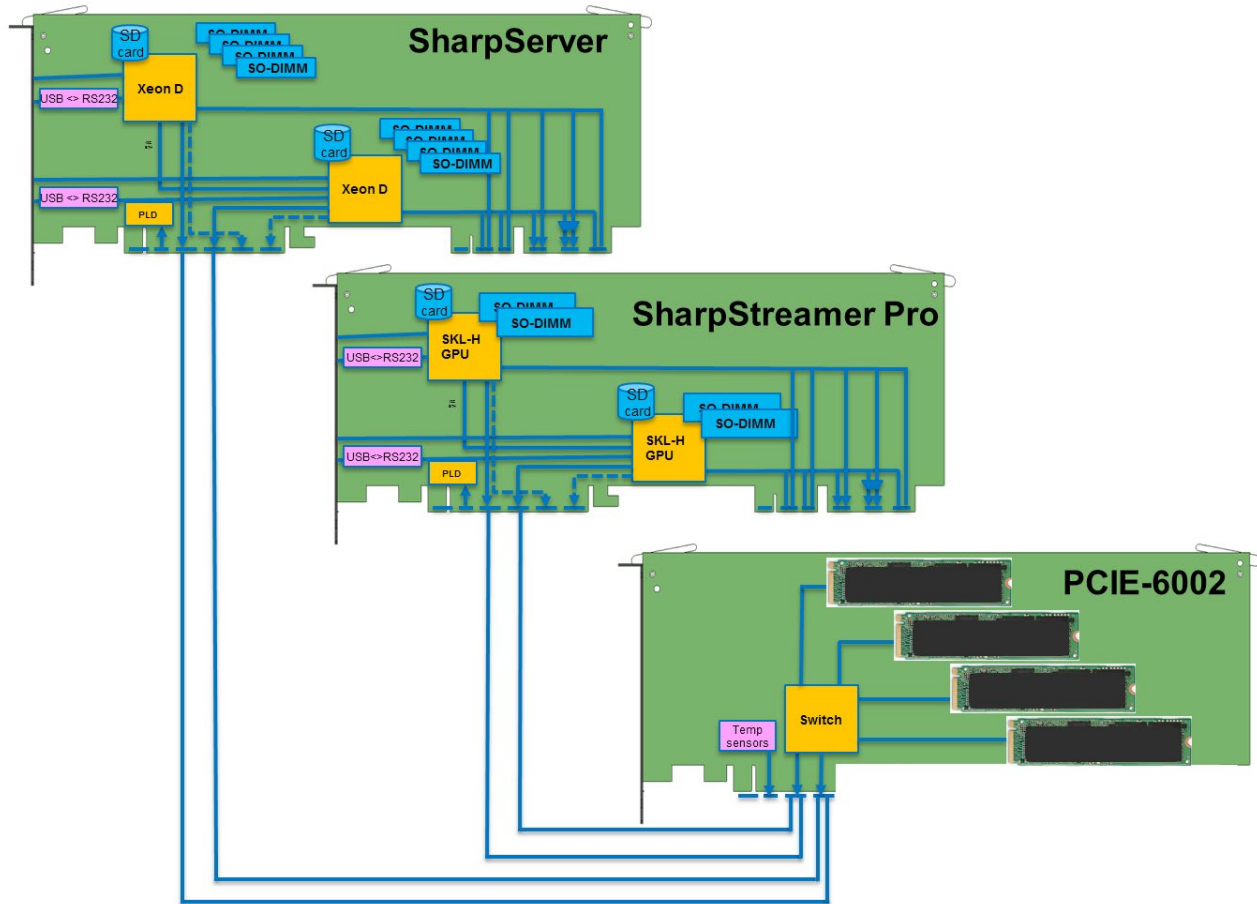 SharpServer
SD
card
SO-DIMM
SO-DIMM
SO-DIMM
SO-DIMM
Xeon D
USB <> RS232
SD
card
SO-DIMM
SO-DIMM
SO-DIMM
SO-DIMM
Xeon D
USB <> RS232
PLD
SharpStreamer Pro
SD
card
SO-DIMM
SO-DIMM
SKL-H
GPU
USB<>RS232
SD
card
SO-DIMM
SO-DIMM
SKL-H
GPU
USB<>RS232
PLD
PCIE-6002
Switch
Temp
sensors